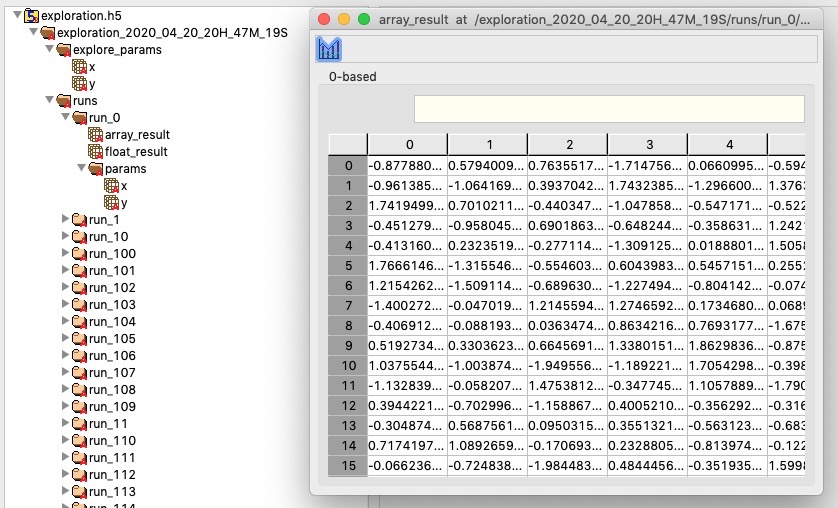 exploration.h5
exploration_2020_04_20_20H_47M_19S
explore_params
x
y
runs
run_0
array_result
float_result
params
x
y
run_1
run_10
run_100
run_101
run_102
run_103
run_104
run_105
run_106
run_107
run_108
run_109
run_11
run_110
run_111
run_112
run_113
run_114
array_result at /exploration_2020_04_20_20H_47M_19S/runs/run_0/...
0-based
0 1 2 3 4
0 -0.877880... 0.5794009... 0.7635517... -1.714756... 0.0660995... -0.594
1 -0.961385... -1.064169... 0.3937042... 1.7432385... -1.296600... 1.376
2 1.7419499... 0.7010211... -0.440347... -1.047858... -0.547171... -0.522
3 -0.451279... -0.958045... 0.6901863... -0.648244... -0.358631... 1.242
4 -0.413160... 0.2323519... -0.277114... -1.309125... 0.0188801... 1.505
5 1.7666146... -1.315546... -0.554603... 0.6043983... 0.5457151... 0.255
6 1.2154262... -1.509114... -0.689630... -1.227494... -0.804142... -0.074
7 -1.400272... -0.047019... 1.2145594... 1.2746592... 0.1734680... 0.068
8 -0.406912... -0.088193... 0.0363474... 0.8634216... 0.7693177... -1.675
9 0.5192734... 0.3303623... 0.6645691... 1.3380151... 1.8629836... -0.875
10 1.0375544... -1.003874... -1.949556... -1.189221... 1.7054298... -0.398
11 -1.132839... -0.058207... 1.4753812... -0.347745... 1.1057889... -1.790
12 0.3944221... -0.702996... -1.158867... 0.4005210... -0.356292... -0.316
13 -0.304874... 0.5687561... 0.0950315... 0.3551321... -0.563123... -0.683
14 0.7174197... 1.0892659... -0.170693... 0.2328805... -0.813974... -0.122
15 -0.066236... -0.724838... -1.984483... 0.4844456... -0.351935... 1.599